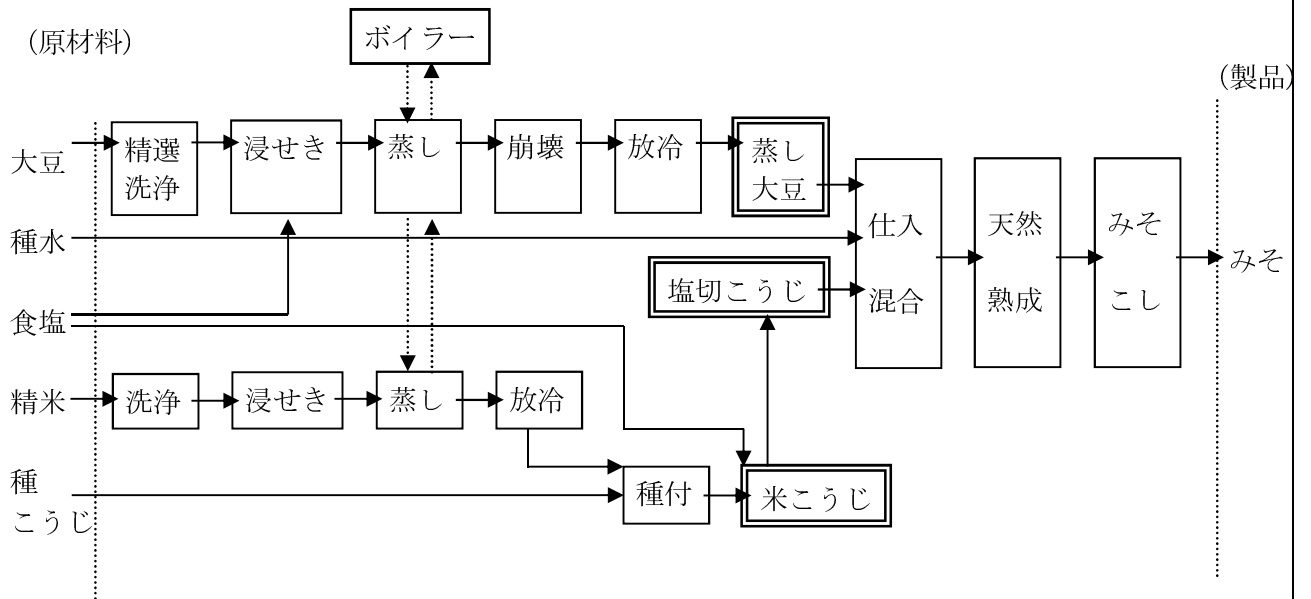 (原材料)
ボイラー
(製品)
大豆
精選
洗浄
浸せき
蒸し
崩壊
放冷
蒸し
大豆
種水
仕入
混合
天然
熟成
みそ
こし
みそ
塩切こうじ
食塩
精米
洗浄
浸せき
蒸し
放冷
種
こうじ
種付
米こうじ